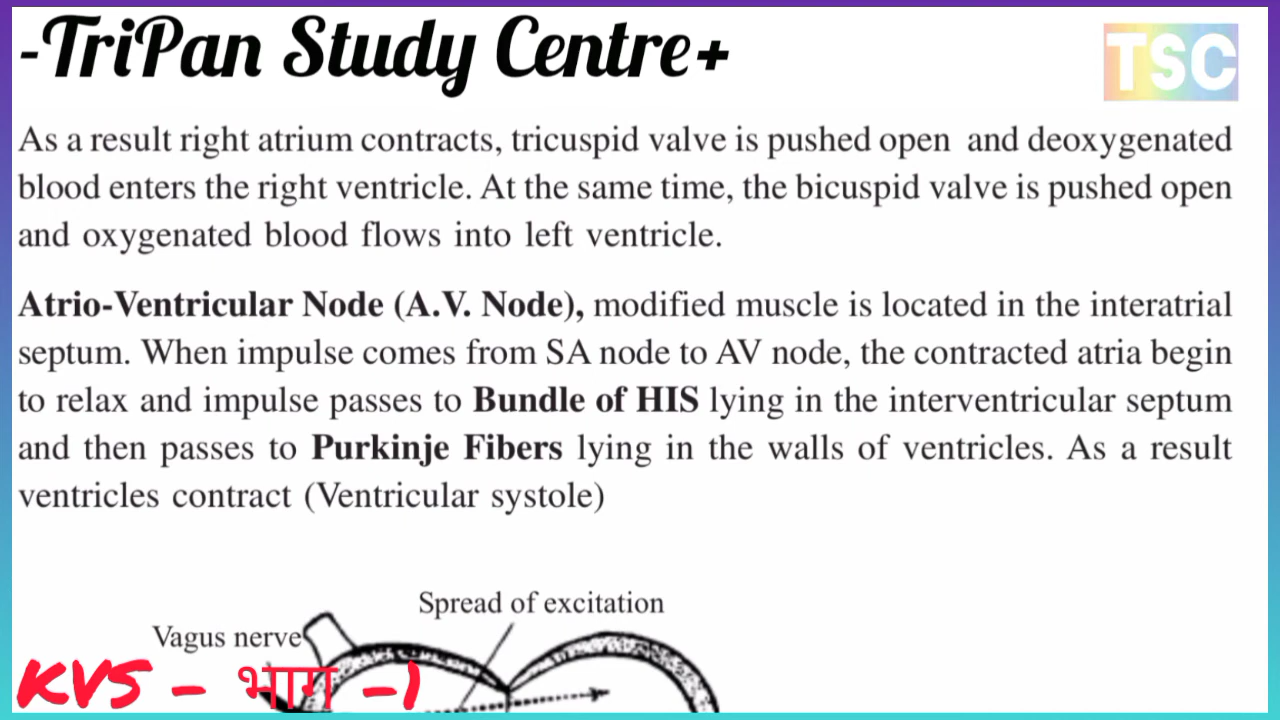 -TriPan Study Centre+
TSC
As a result right atrium contracts, tricuspid valve is pushed open and deoxygenated
blood enters the right ventricle. At the same time, the bicuspid valve is pushed open
and oxygenated blood flows into left ventricle.
Atrio-Ventricular Node (A.V. Node), modified muscle is located in the interatrial
septum. When impulse comes from SA node to AV node, the contracted atria begin
to relax and impulse passes to Bundle of HIS lying in the interventricular septum
and then passes to Purkinje Fibers lying in the walls of ventricles. As a result
ventricles contract (Ventricular systole)
Spread of excitation
Vagus nerve
KVS - भाग -1